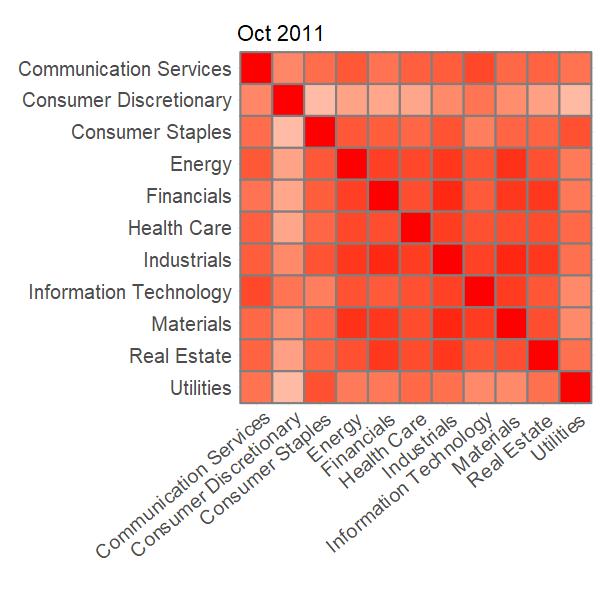 Oct 2011
Communication Services
Consumer Discretionary
Consumer Staples
Energy
Financials
Health Care
Industrials
Information Technology
Materials
Real Estate
Utilities
Communication Services
Consumer Discretionary
Consumer Staples
Energy
Financials
Health Care
Industrials
Information Technology
Materials
Real Estate
Utilities